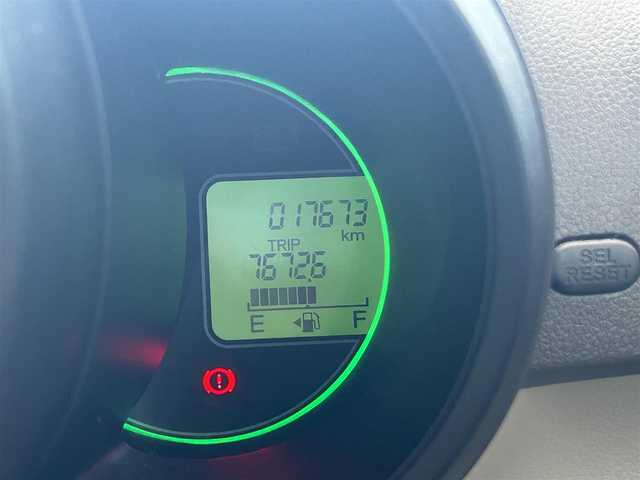 017673
km
TRIP
7672.6
E F
SEL
RESET